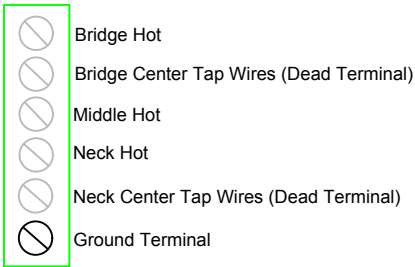 Bridge Hot
Bridge Center Tap Wires (Dead Terminal)
Middle Hot
Neck Hot
Neck Center Tap Wires (Dead Terminal)
Ground Terminal